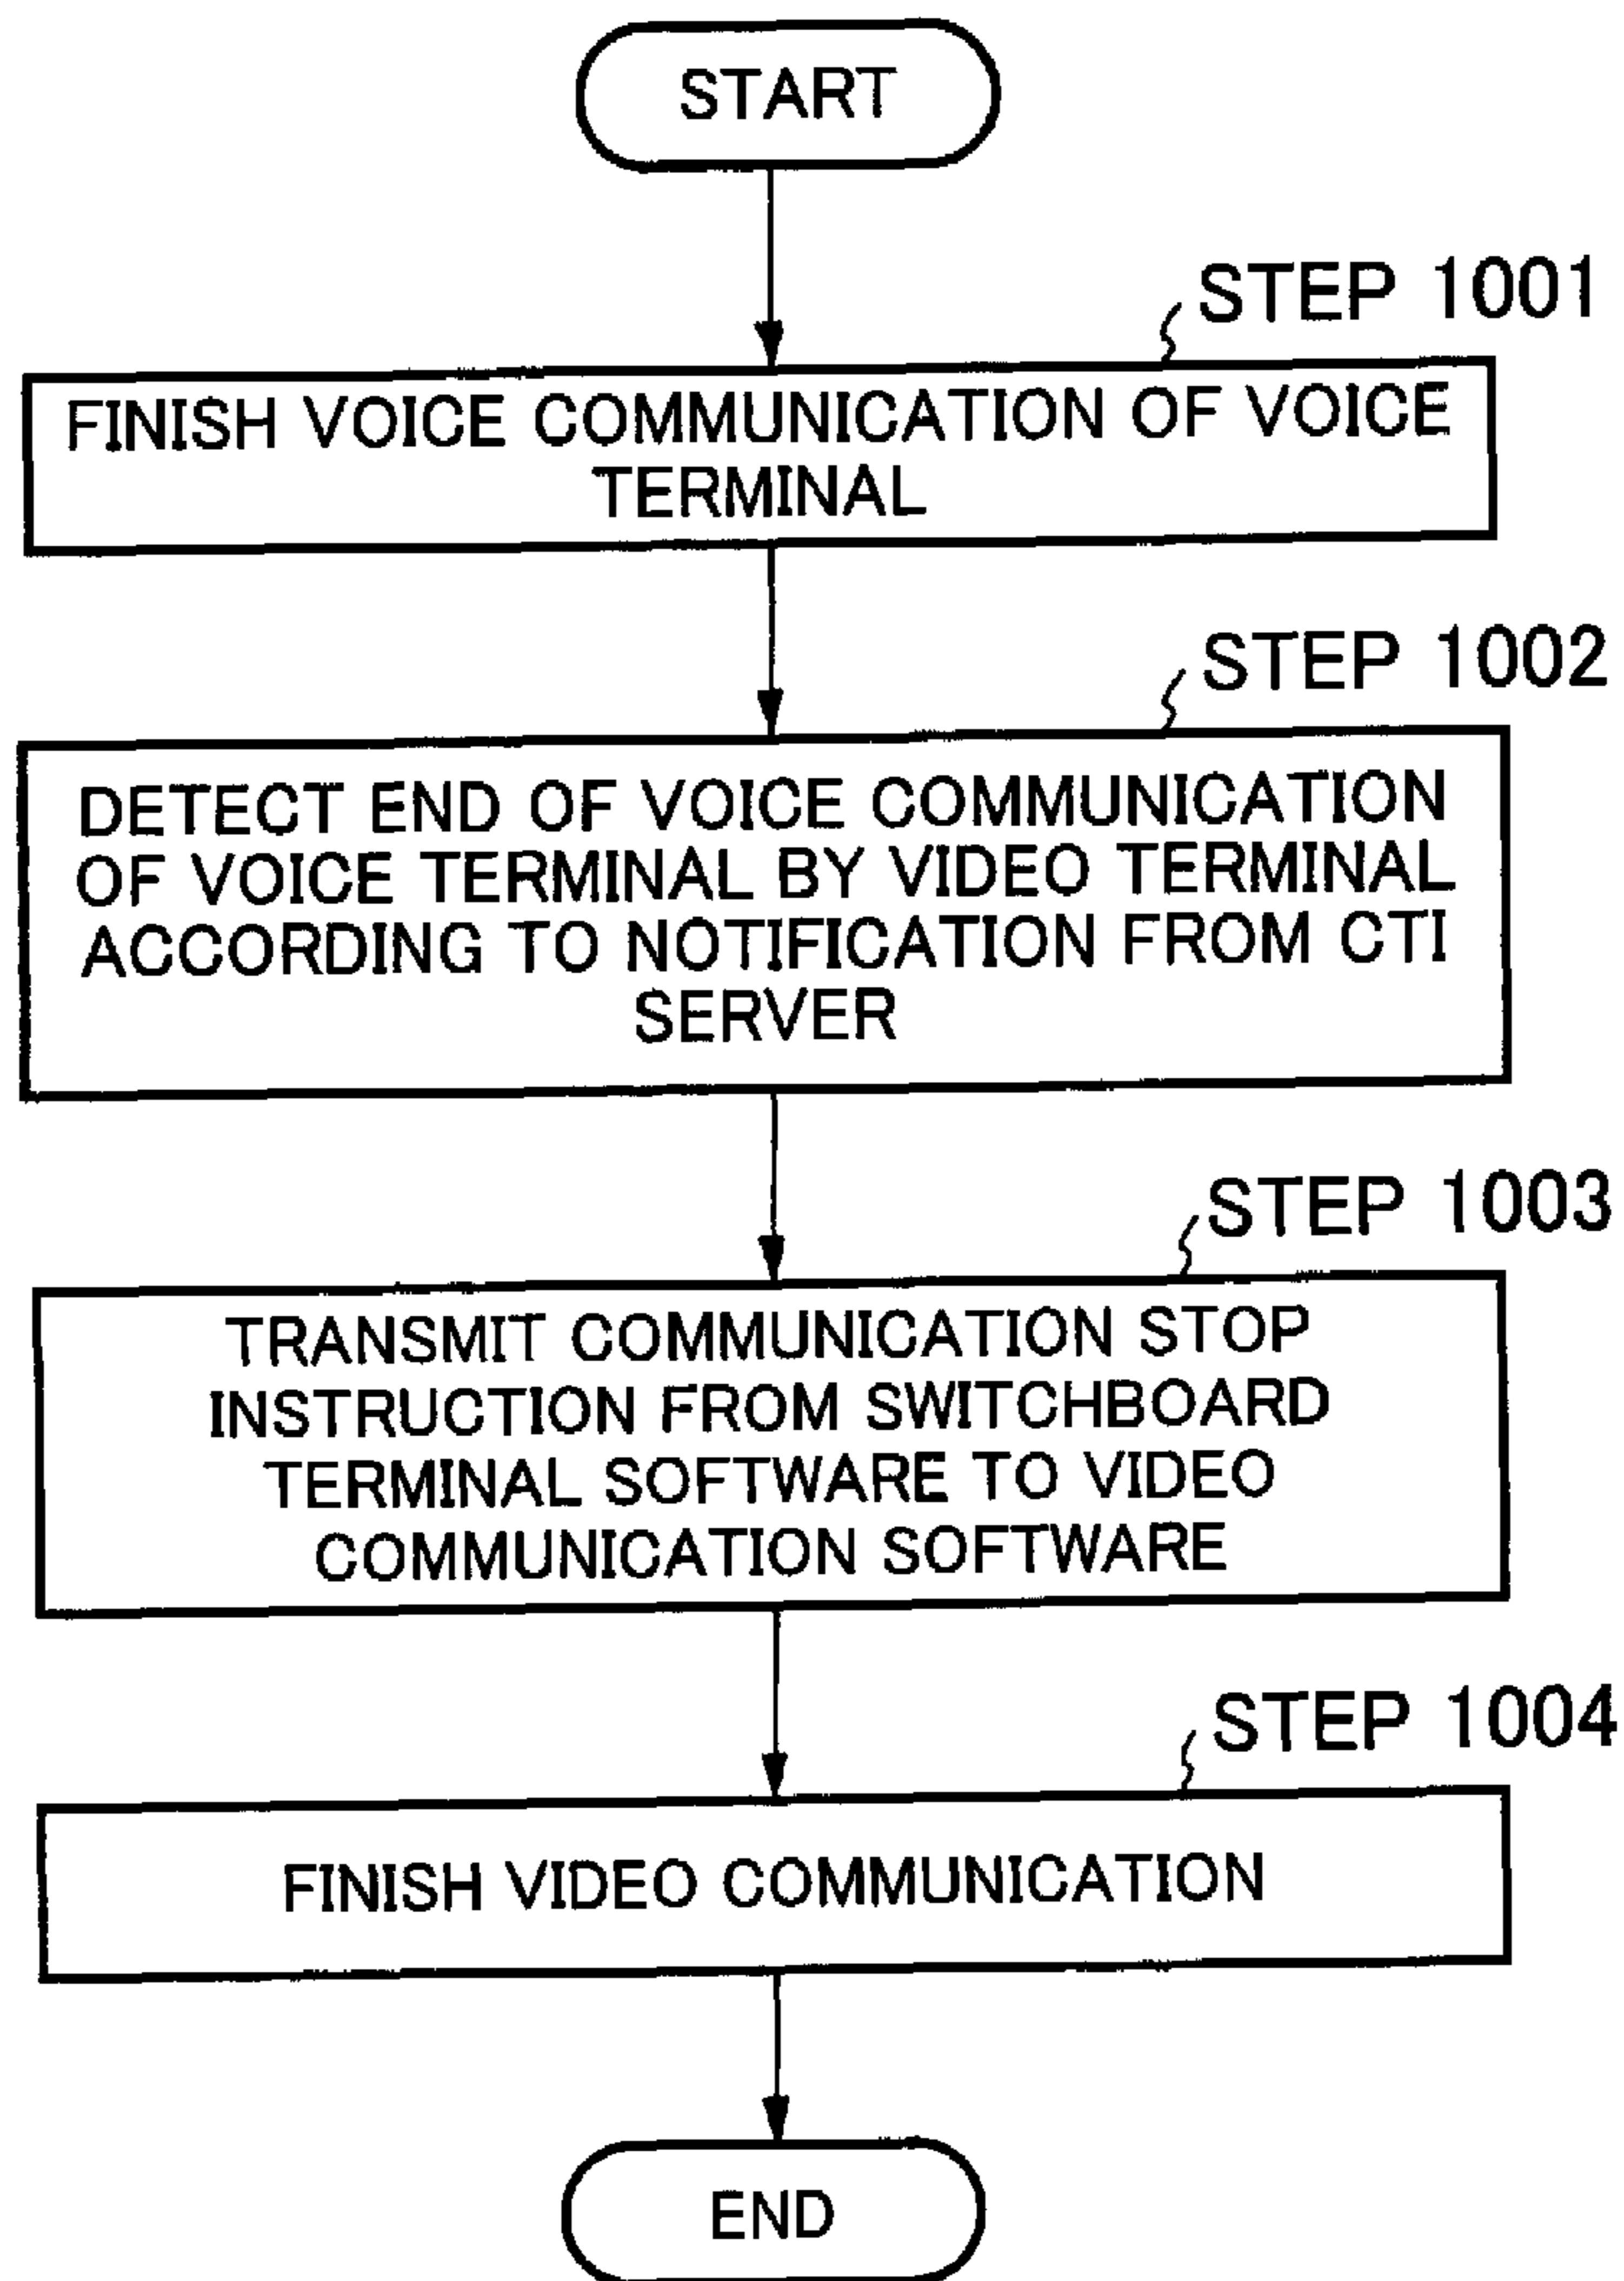 START
STEP 1001
FINISH VOICE COMMUNICATION OF VOICE
TERMINAL
STEP 1002
DETECT END OF VOICE COMMUNICATION
OF VOICE TERMINAL BY VIDEO TERMINAL
ACCORDING TO NOTIFICATION FROM CTI
SERVER
STEP 1003
TRANSMIT COMMUNICATION STOP
INSTRUCTION FROM SWITCHBOARD
TERMINAL SOFTWARE TO VIDEO
COMMUNICATION SOFTWARE
STEP 1004
FINISH VIDEO COMMUNICATION
END